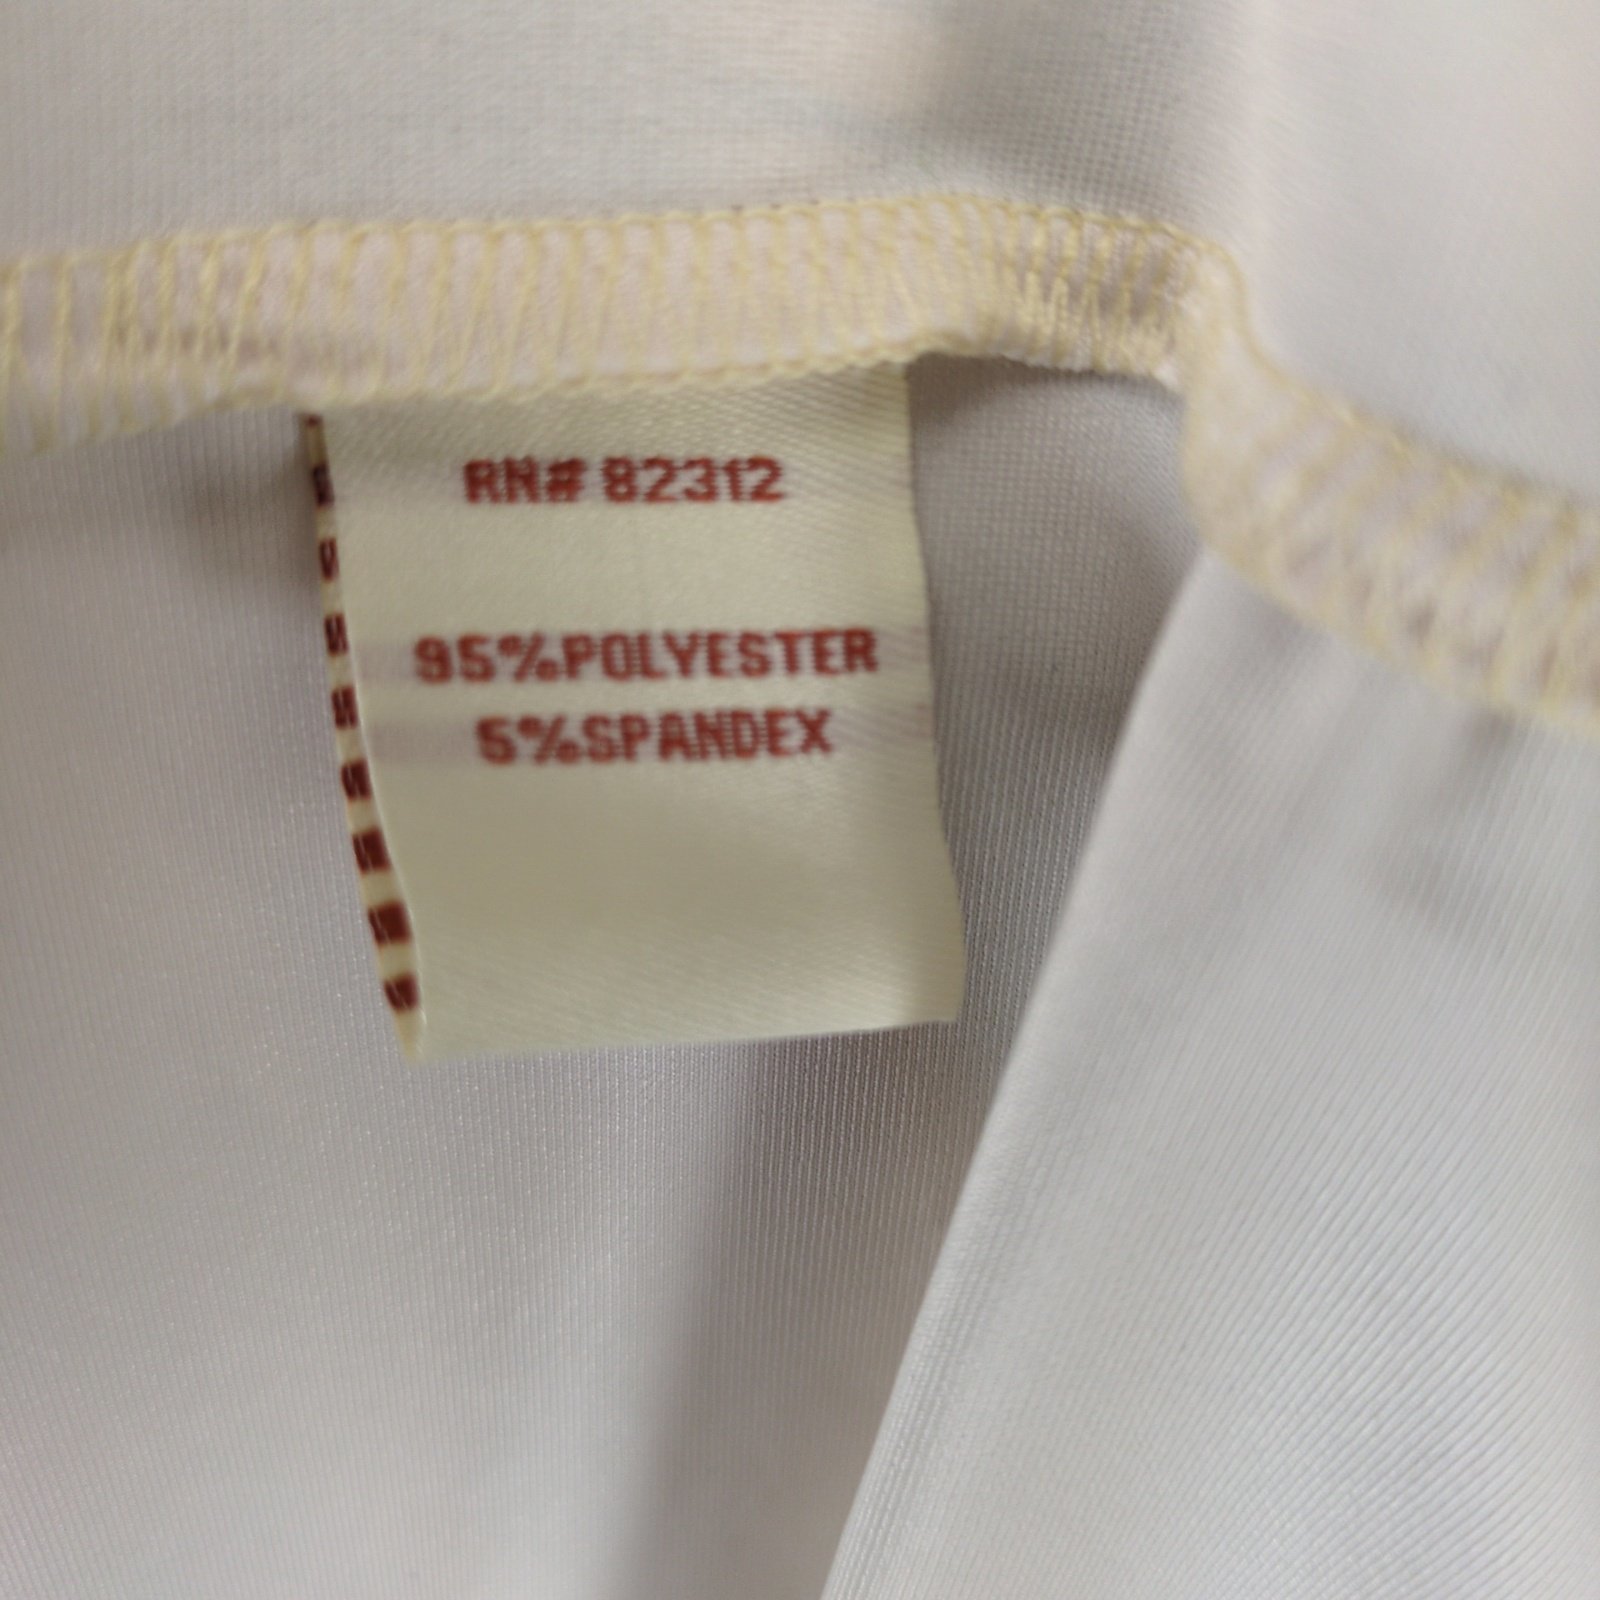 RN# 82312
95%POLYESTER
5%SPANDEX